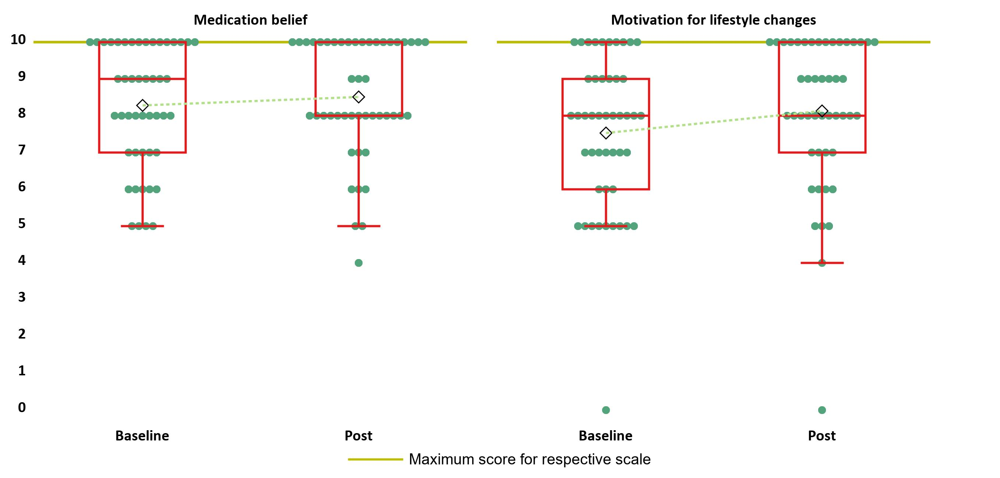 Medication belief
Motivation for lifestyle changes
10
9
8
7
6
5
4
3
2
1
0
Baseline
Post
Baseline
Post
Maximum score for respective scale